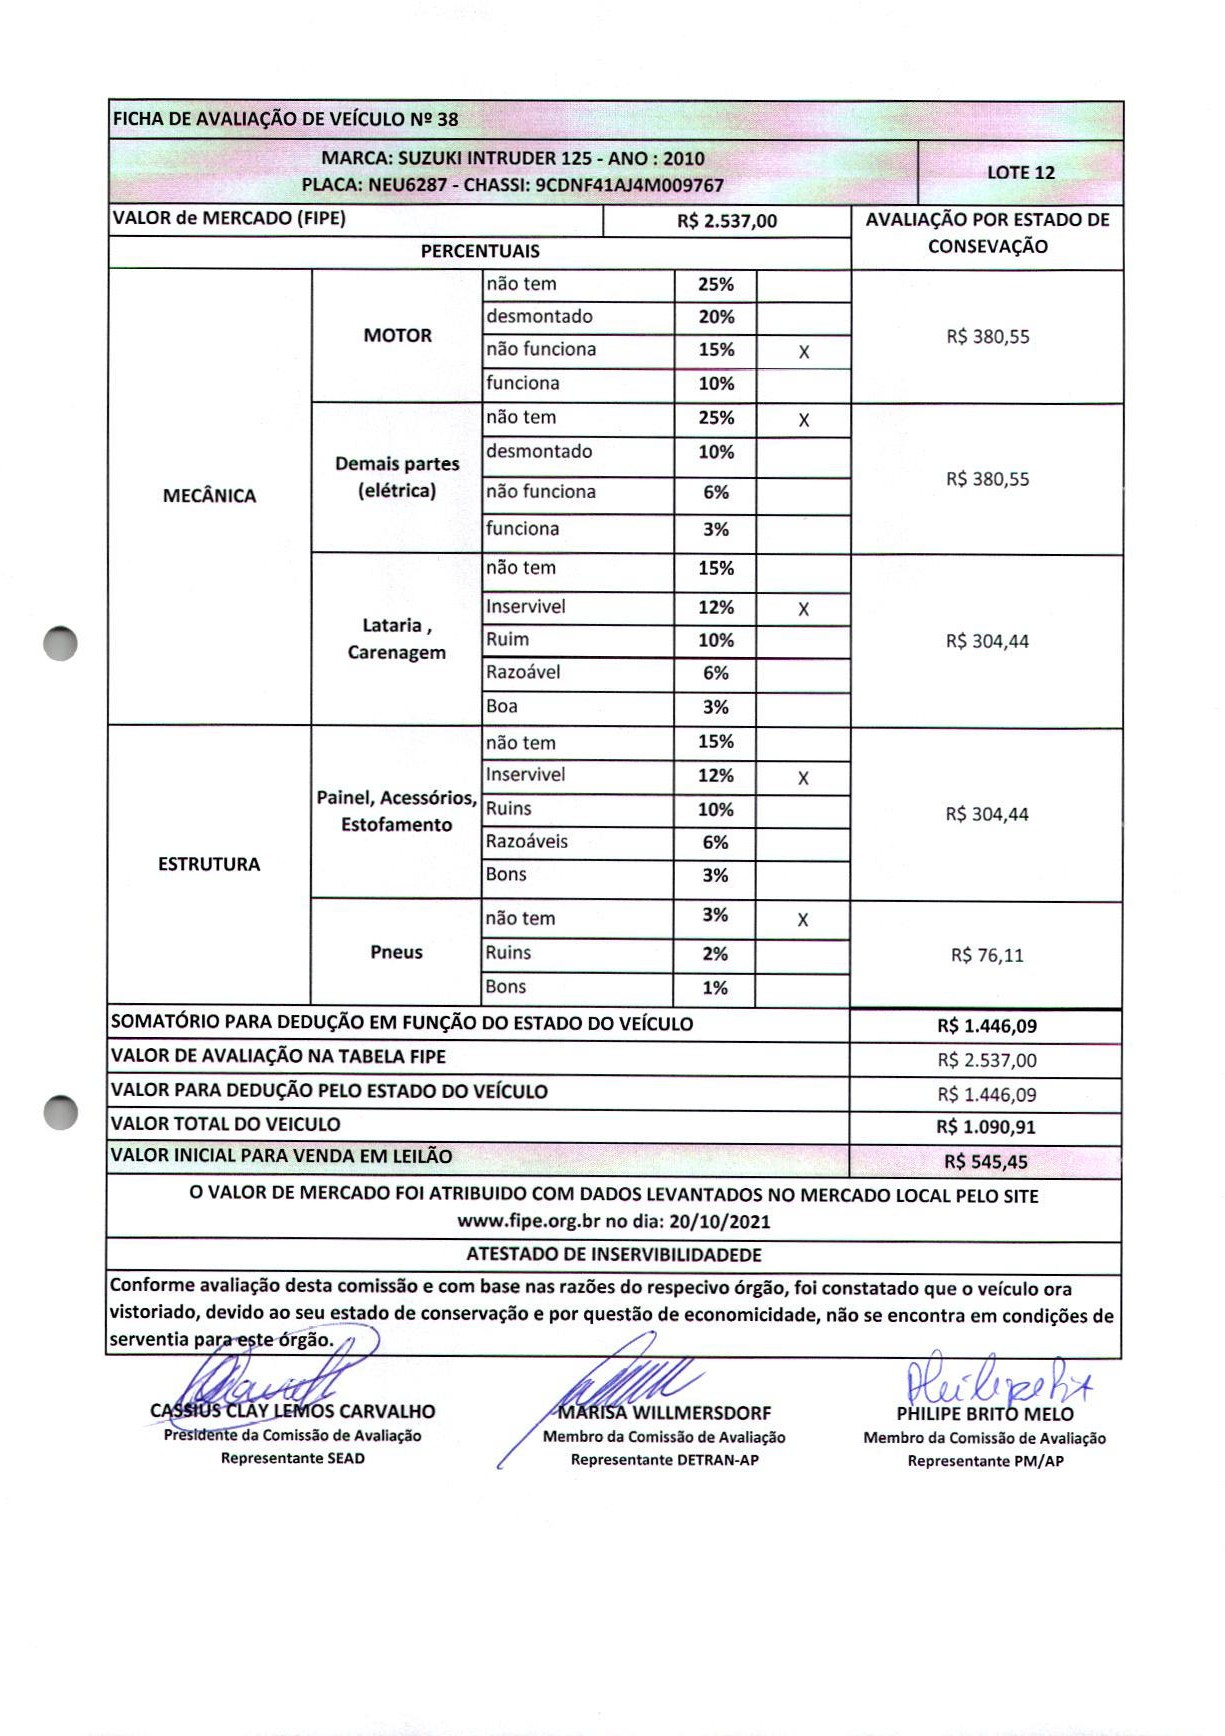 FICHA DE AVALIAÇÃO DE VEÍCULO Nº 38
MARCA: SUZUKI INTRUDER 125 - ANO : 2010
PLACA: NEU6287 - CHASSI: 9CDNF41AJ4M009767
LOTE 12
VALOR de MERCADO (FIPE)
R$ 2.537,00
AVALIAÇÃO POR ESTADO DE
CONSEVAÇÃO
PERCENTUAIS
MECÂNICA
MOTOR
não tem 25%
desmontado 20%
não funciona 15% X
funciona 10%
R$ 380,55
Demais partes
(elétrica)
não tem 25% X
desmontado 10%
não funciona 6%
funciona 3%
R$ 380,55
Lataria ,
Carenagem
não tem 15%
Inservivel 12% X
Ruim 10%
Razoável 6%
Boa 3%
R$ 304,44
ESTRUTURA
Painel, Acessórios,
Estofamento
não tem 15%
Inservivel 12% X
Ruins 10%
Razoáveis 6%
Bons 3%
R$ 304,44
Pneus
não tem 3% X
Ruins 2%
Bons 1%
R$ 76,11
SOMATÓRIO PARA DEDUÇÃO EM FUNÇÃO DO ESTADO DO VEÍCULO R$ 1.446,09
VALOR DE AVALIAÇÃO NA TABELA FIPE R$ 2.537,00
VALOR PARA DEDUÇÃO PELO ESTADO DO VEÍCULO R$ 1.446,09
VALOR TOTAL DO VEICULO R$ 1.090,91
VALOR INICIAL PARA VENDA EM LEILÃO R$ 545,45
O VALOR DE MERCADO FOI ATRIBUIDO COM DADOS LEVANTADOS NO MERCADO LOCAL PELO SITE
www.fipe.org.br no dia: 20/10/2021
ATESTADO DE INSERVIBILIDADEDE
Conforme avaliação desta comissão e com base nas razões do respecivo órgão, foi constatado que o veículo ora
vistoriado, devido ao seu estado de conservação e por questão de economicidade, não se encontra em condições de
serventia para este órgão.
CASSIUS CLAY LEMOS CARVALHO
Presidente da Comissão de Avaliação
Representante SEAD
MARISA WILLMERSDORF
Membro da Comissão de Avaliação
Representante DETRAN-AP
PHILIPE BRITO MELO
Membro da Comissão de Avaliação
Representante PM/AP